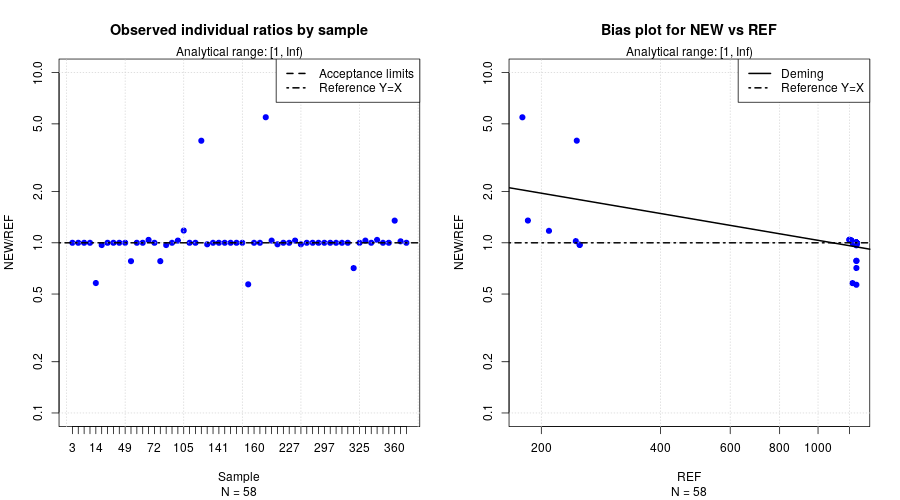 Observed individual ratios by sample
Analytical range: [1, Inf)
Acceptance limits
Reference Y=X
NEW/REF
10.0
5.0
2.0
1.0
0.5
0.2
0.1
3 14 49 72 105 141 160 227 297 325 360
Sample
N = 58
Bias plot for NEW vs REF
Analytical range: [1, Inf)
Deming
Reference Y=X
NEW/REF
10.0
5.0
2.0
1.0
0.5
0.2
0.1
200 400 600 800 1000
REF
N = 58